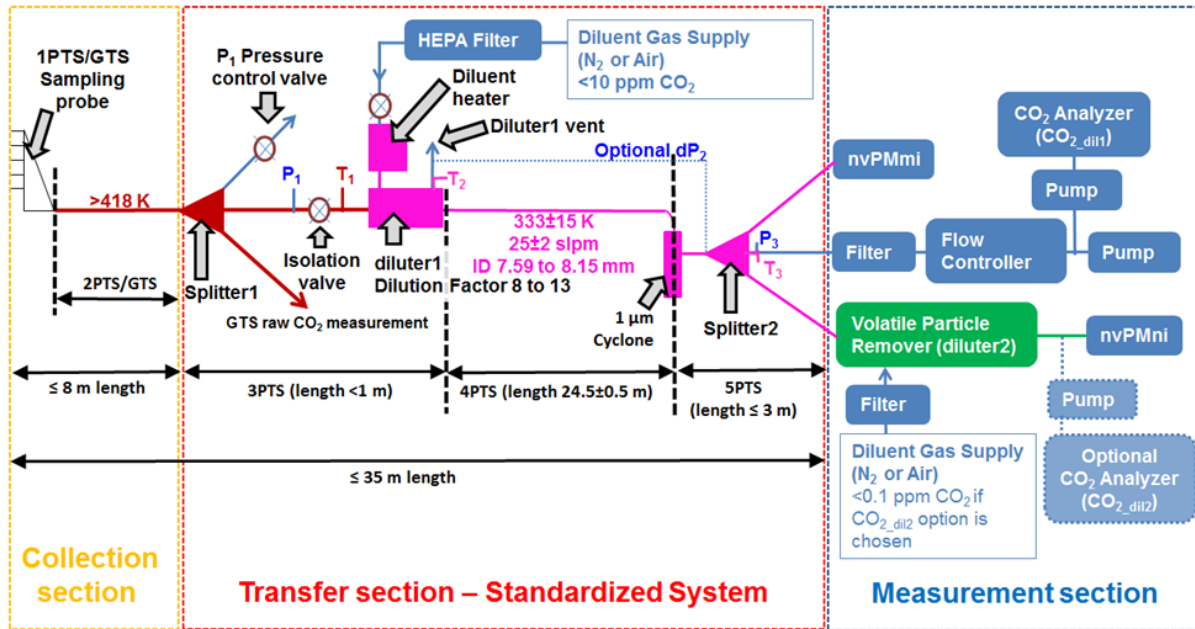 1PTS/GTS
Sampling
probe
P1 Pressure
control valve
HEPA Filter
Diluent Gas Supply
(N2 or Air)
<10 ppm CO2
Diluent
heater
Diluter1 vent
Optional dP2
CO2 Analyzer
(CO2_dil1)
nvPMmi
Pump
>418 K
P1
T1
T2
333±15 K
25±2 slpm
ID 7.59 to 8.15 mm
P3
T3
Filter
Flow
Controller
Pump
2PTS/GTS
Splitter1
Isolation
valve
diluter1
Dilution Factor 8 to 13
GTS raw CO2 measurement
1 µm
Cyclone
Splitter2
Volatile Particle
Remover (diluter2)
nvPMni
≤ 8 m length
3PTS (length <1 m)
4PTS (length 24.5±0.5 m)
5PTS
(length ≤ 3 m)
Filter
Pump
≤ 35 m length
Diluent Gas Supply
(N2 or Air)
<0.1 ppm CO2 if
CO2_dil2 option is
chosen
Optional
CO2 Analyzer
(CO2_dil2)
Collection
section
Transfer section – Standardized System
Measurement section